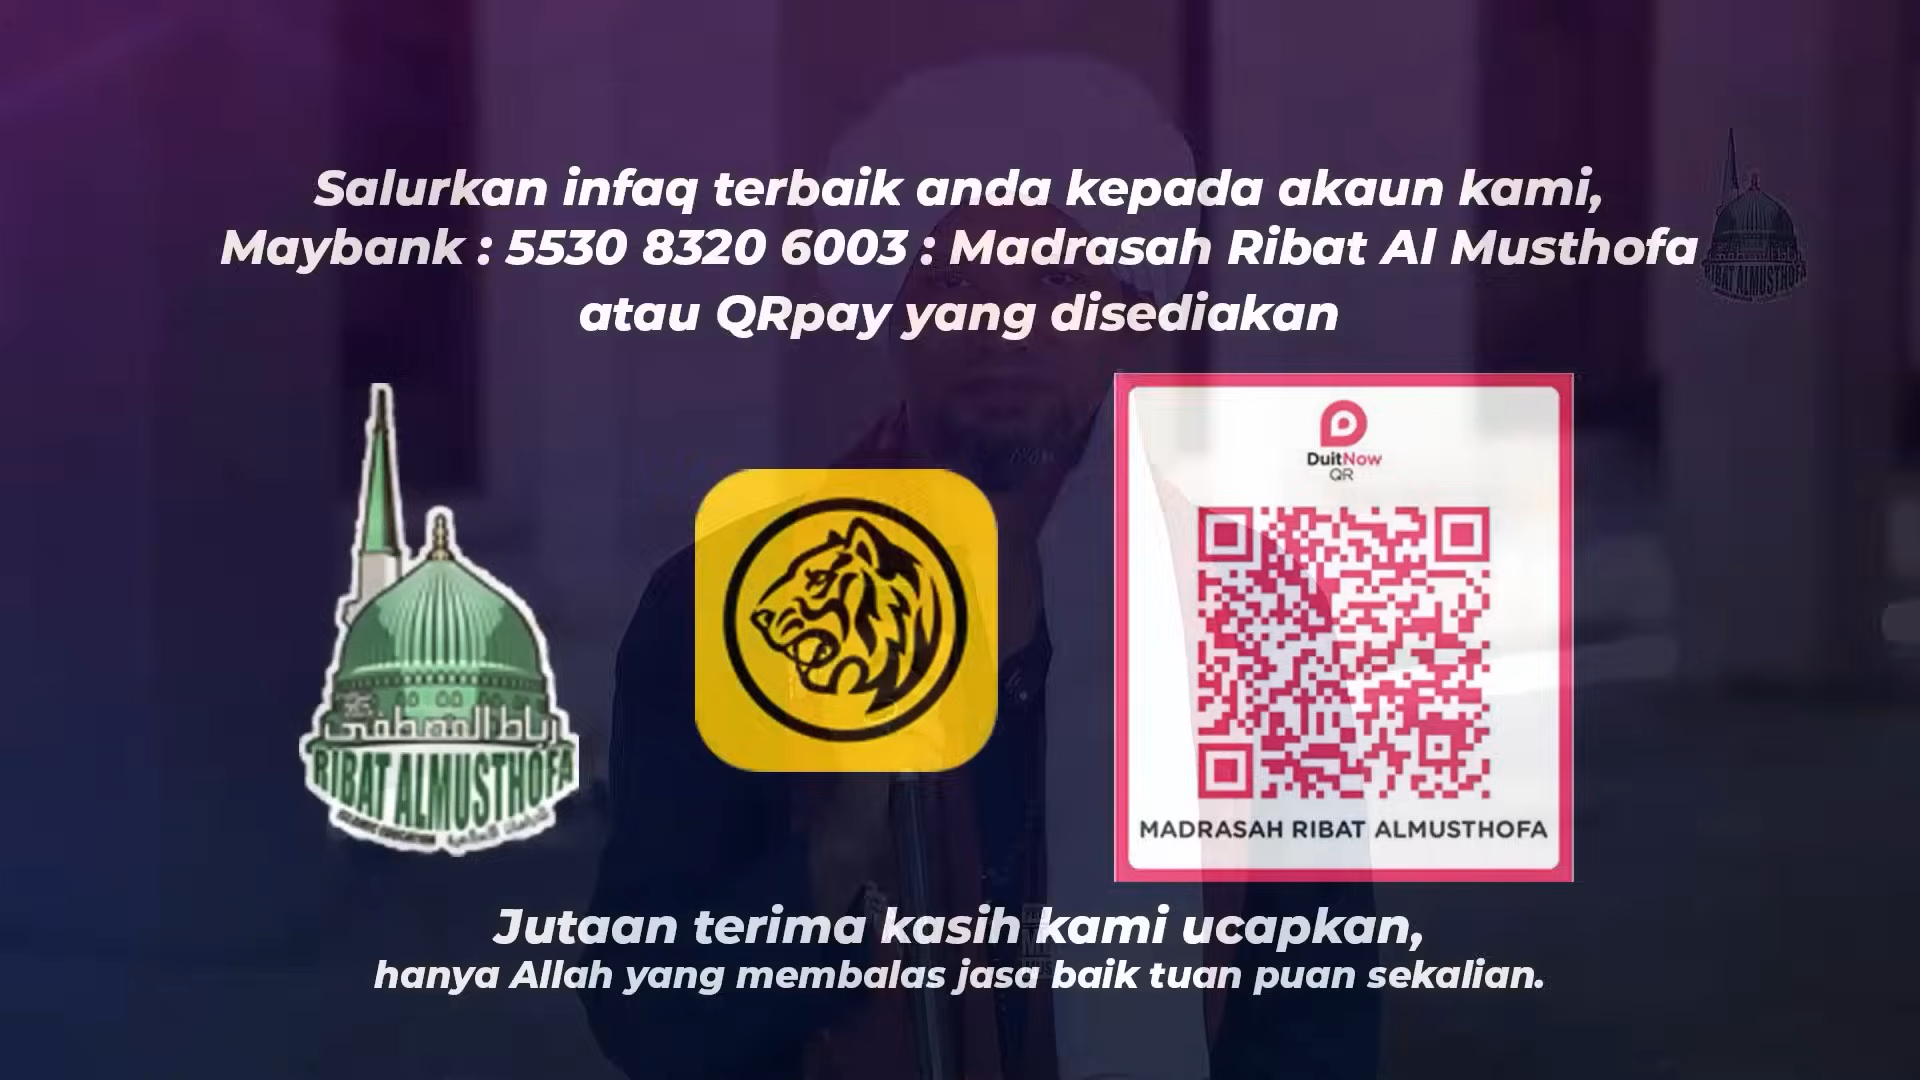 Salurkan infaq terbaik anda kepada akaun kami,
Maybank : 5530 8320 6003 : Madrasah Ribat Al Musthofa
atau QRpay yang disediakan
RIBAT ALMUSTHOFA
DuitNow
QR
رباط المصطفى
RIBAT ALMUSTHOFA
MADRASAH RIBAT ALMUSTHOFA
Jutaan terima kasih kami ucapkan,
hanya Allah yang membalas jasa baik tuan puan sekalian.